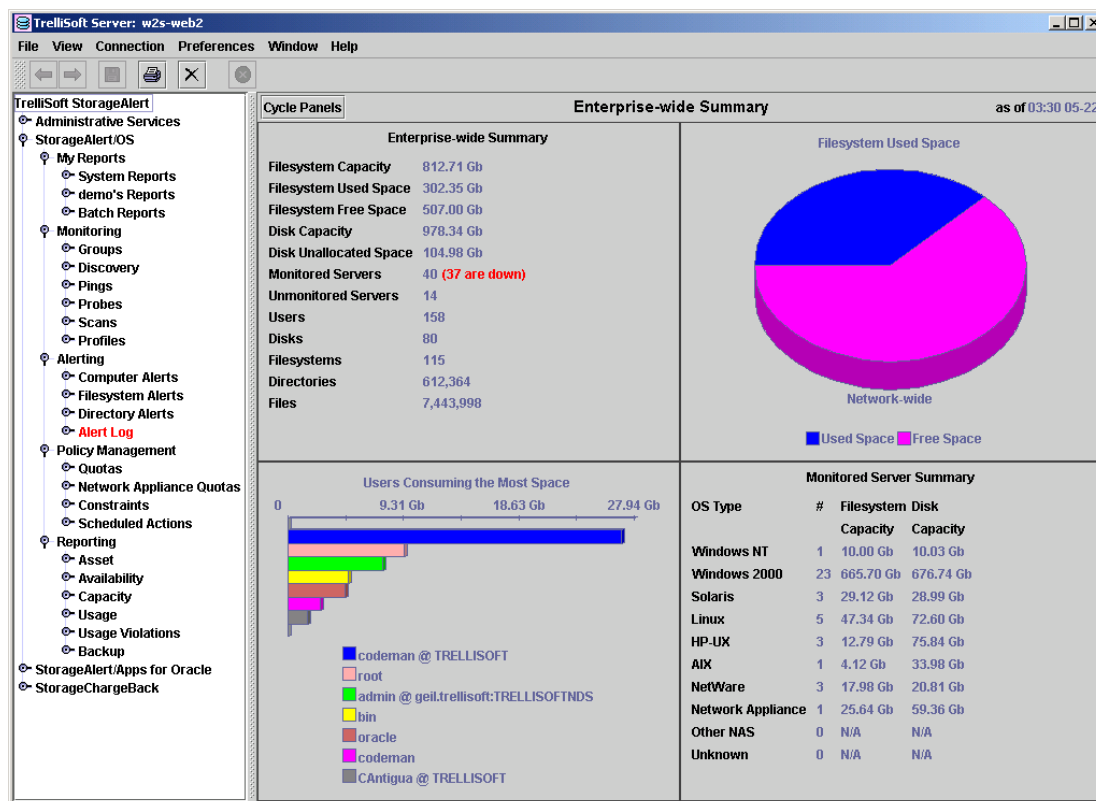 TrelliSoft Server: w2s-web2
File View Connection Preferences Window Help
TrelliSoft StorageAlert
Administrative Services
StorageAlert/OS
My Reports
System Reports
demo's Reports
Batch Reports
Monitoring
Groups
Discovery
Pings
Probes
Scans
Profiles
Alerting
Computer Alerts
Filesystem Alerts
Directory Alerts
Alert Log
Policy Management
Quotas
Network Appliance Quotas
Constraints
Scheduled Actions
Reporting
Asset
Availability
Capacity
Usage
Usage Violations
Backup
StorageAlert/Apps for Oracle
StorageChargeBack
Cycle Panels Enterprise-wide Summary as of 03:30 05-22
Enterprise-wide Summary
Filesystem Capacity 812.71 Gb
Filesystem Used Space 302.35 Gb
Filesystem Free Space 507.00 Gb
Disk Capacity 978.34 Gb
Disk Unallocated Space 104.98 Gb
Monitored Servers 40 (37 are down)
Unmonitored Servers 14
Users 158
Disks 80
Filesystems 115
Directories 612,364
Files 7,443,998
Filesystem Used Space
Network-wide
Used Space Free Space
Users Consuming the Most Space
0 9.31 Gb 18.63 Gb 27.94 Gb
codeman @ TRELLISOFT
root
admin @ geil.trellisoft:TRELLISOFTNDS
bin
oracle
codeman
CAntigua @ TRELLISOFT
Monitored Server Summary
OS Type # Filesystem Disk
Capacity Capacity
Windows NT 1 10.00 Gb 10.03 Gb
Windows 2000 23 665.70 Gb 676.74 Gb
Solaris 3 29.12 Gb 28.99 Gb
Linux 5 47.34 Gb 72.60 Gb
HP-UX 3 12.79 Gb 75.84 Gb
AIX 1 4.12 Gb 33.98 Gb
NetWare 3 17.98 Gb 20.81 Gb
Network Appliance 1 25.64 Gb 59.36 Gb
Other NAS 0 N/A N/A
Unknown 0 N/A N/A